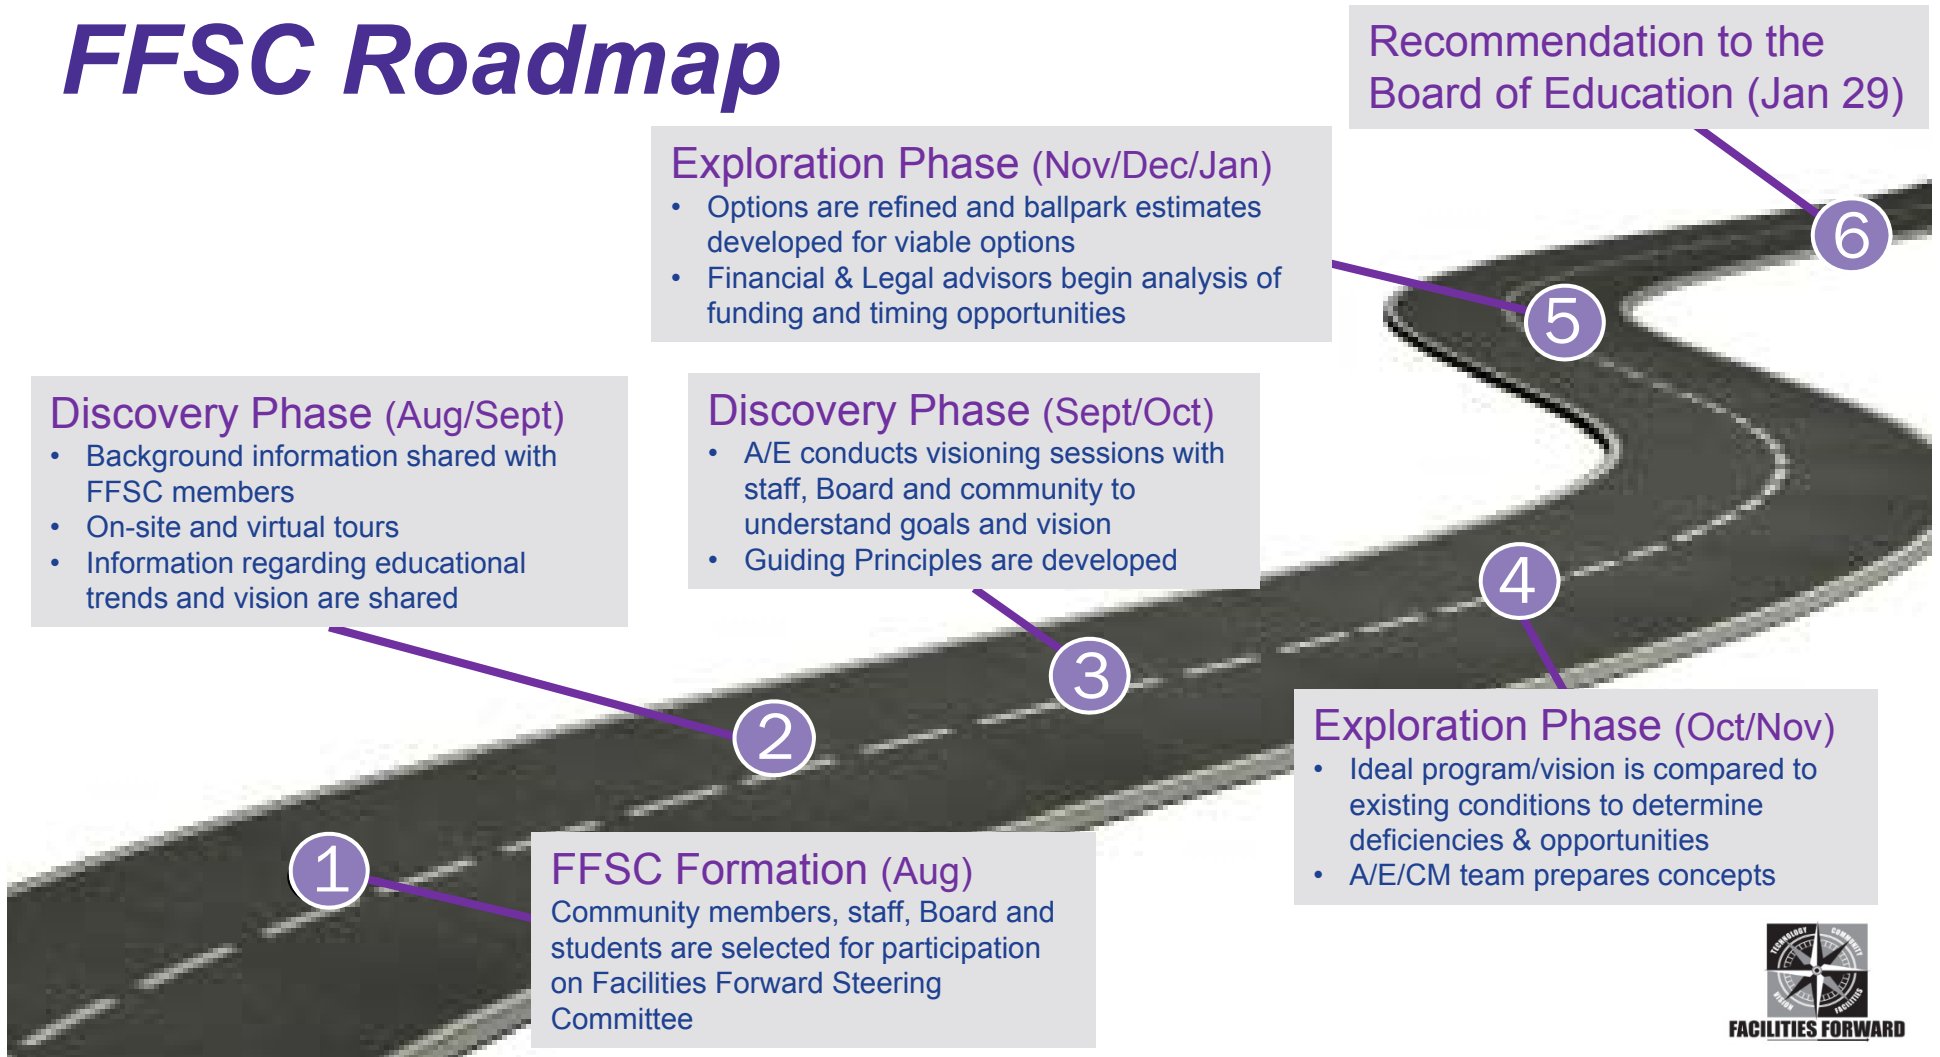 FFSC Roadmap
Recommendation to the
Board of Education (Jan 29)
Exploration Phase (Nov/Dec/Jan)
• Options are refined and ballpark estimates
developed for viable options
• Financial & Legal advisors begin analysis of
funding and timing opportunities
6
5
Discovery Phase (Aug/Sept)
• Background information shared with
FFSC members
• On-site and virtual tours
• Information regarding educational
trends and vision are shared
Discovery Phase (Sept/Oct)
• A/E conducts visioning sessions with
staff, Board and community to
understand goals and vision
• Guiding Principles are developed
4
3
2
Exploration Phase (Oct/Nov)
• Ideal program/vision is compared to
existing conditions to determine
deficiencies & opportunities
• A/E/CM team prepares concepts
1
FFSC Formation (Aug)
Community members, staff, Board and
students are selected for participation
on Facilities Forward Steering
Committee
TECHNOLOGY
COMMUNITY
VISION
FACILITIES
FACILITIES FORWARD